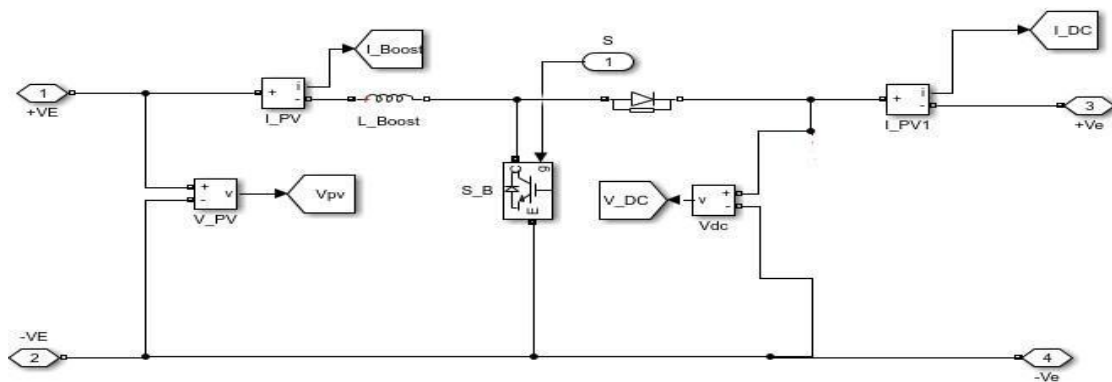 I_Boost
S
1
I_DC
1
+VE
+
i
-
I_PV
L_Boost
+
i
-
I_PV1
3
+Ve
+
-
v
V_PV
Vpv
S_B
C
g
E
V_DC
v
+
-
Vdc
-VE
2
4
-Ve